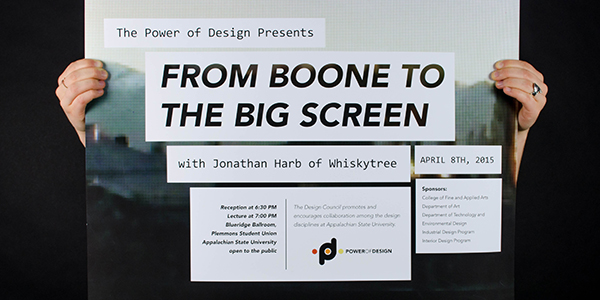 The Power of Design Presents
FROM BOONE TO
THE BIG SCREEN
with Jonathan Harb of Whiskytree
APRIL 8TH, 2015
Reception at 6:30 PM
Lecture at 7:00 PM
Blueridge Ballroom,
Plemmons Student Union
Appalachian State University
open to the public
The Design Council promotes and
encourages collaboration among the design
disciplines at Appalachian State University.
pd POWEROFDESIGN
Sponsors:
College of Fine and Applied Arts
Department of Art
Department of Technology and
Environmental Design
Industrial Design Program
Interior Design Program